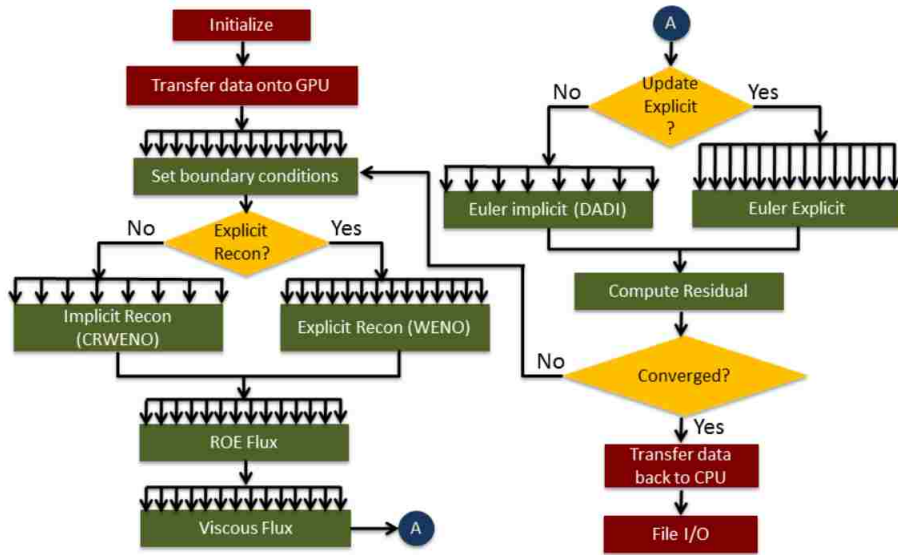 Initialize
Transfer data onto GPU
Set boundary conditions
No
Explicit
Recon?
Yes
Implicit Recon
(CRWENO)
Explicit Recon (WENO)
ROE Flux
Viscous Flux
A
A
No
Update
Explicit
?
Yes
Euler implicit (DADI)
Euler Explicit
Compute Residual
No
Converged?
Yes
Transfer data
back to CPU
File I/O